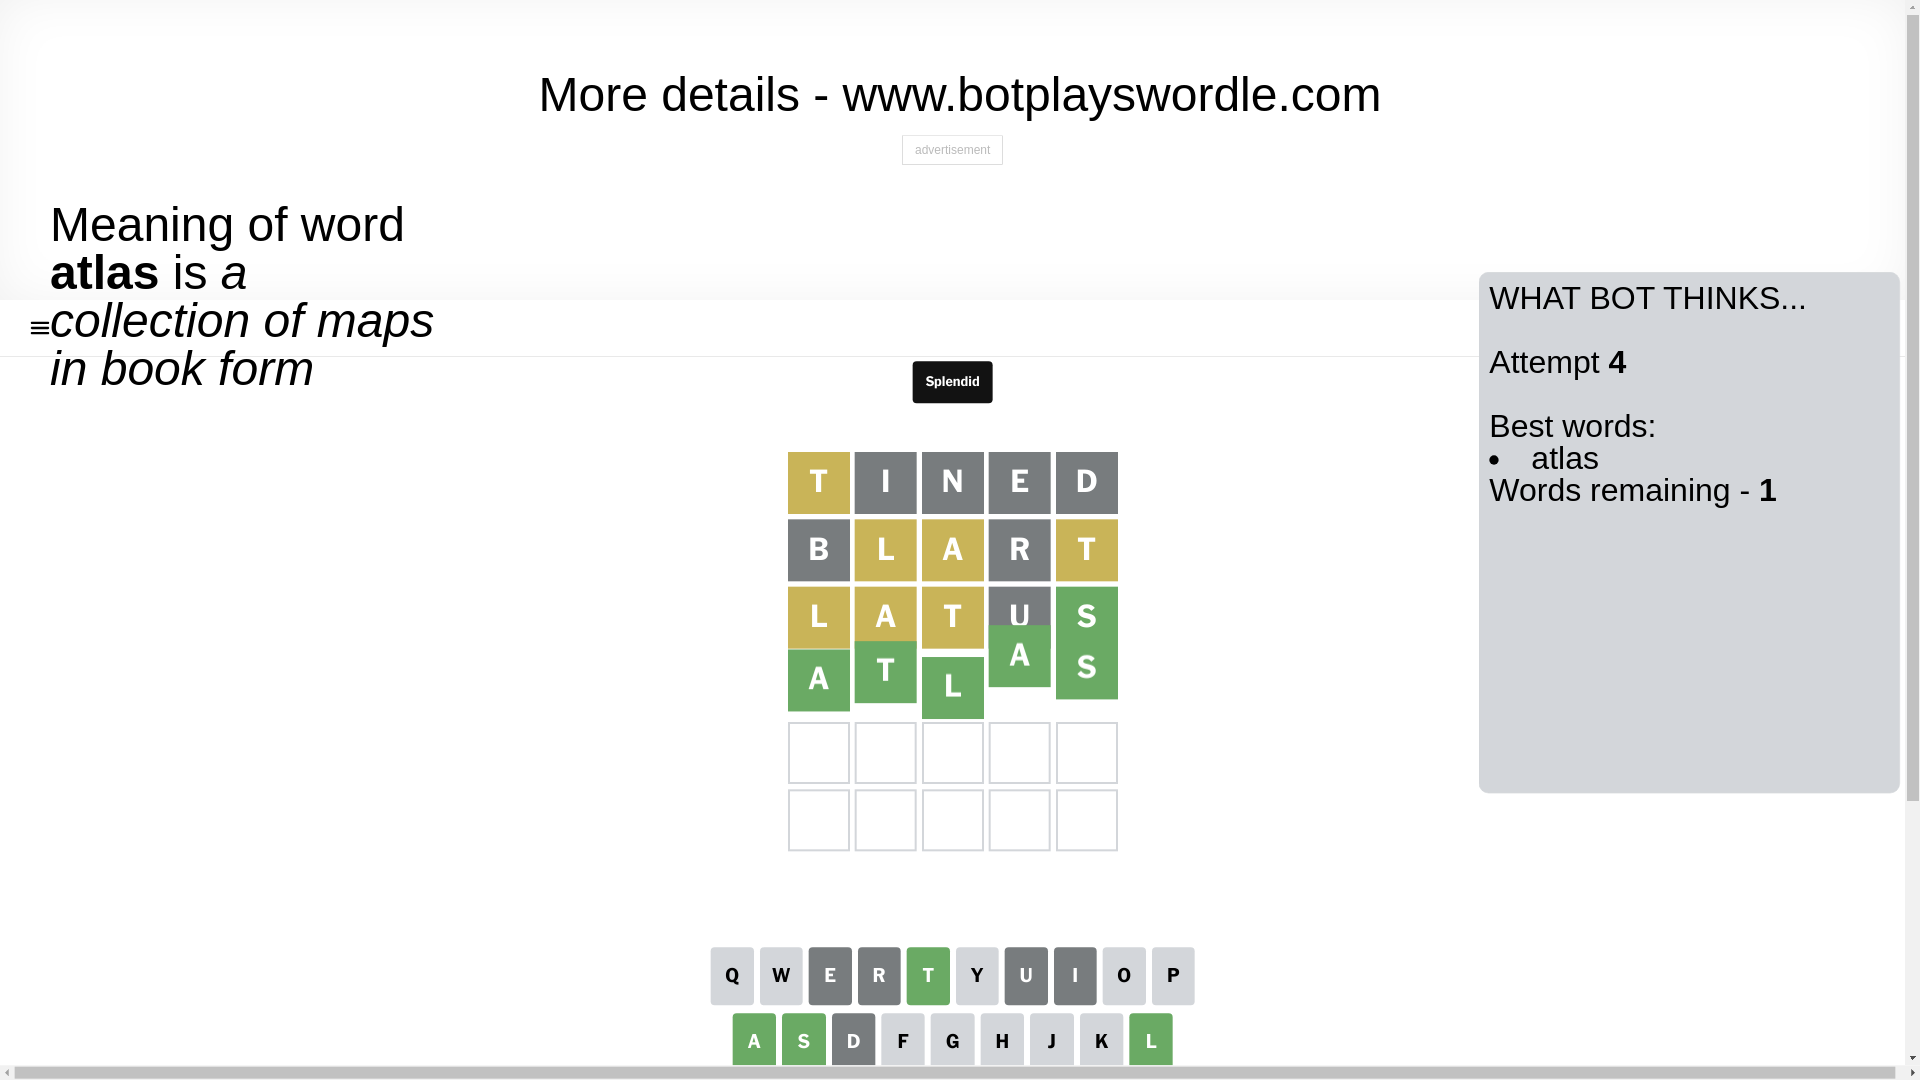 More details - www.botplayswordle.com
advertisement
Meaning of word
atlas is a
collection of maps
in book form
WHAT BOT THINKS...
Attempt 4
Best words:
• atlas
Words remaining - 1
Splendid
T I N E D
B L A R T
L A T U S
A T L A S
Q W E R T Y U I O P
A S D F G H J K L